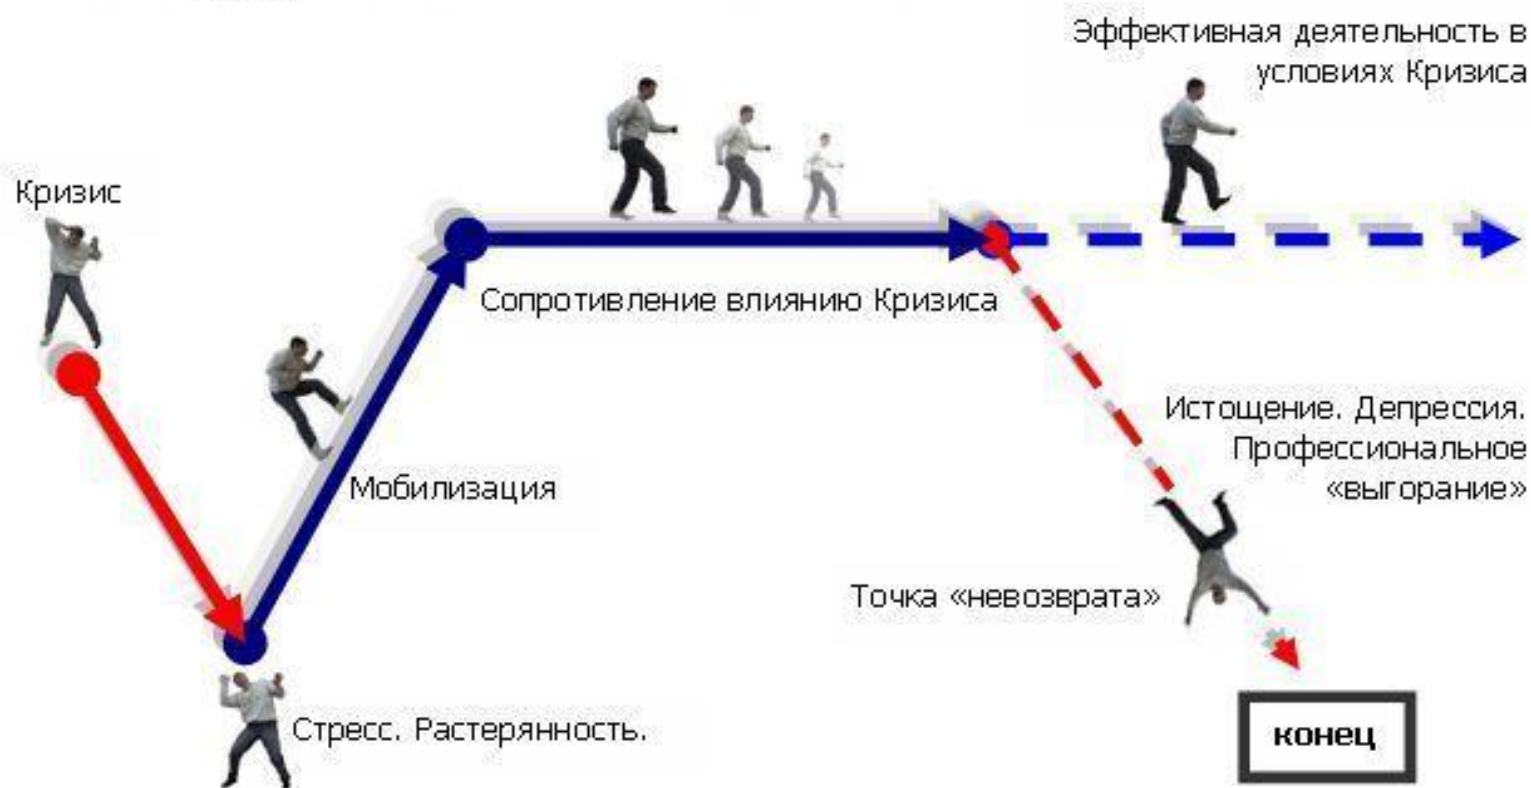 Эффективная деятельность в
условиях Кризиса
Кризис
Сопротивление влиянию Кризиса
Истощение. Депрессия.
Профессиональное
«выгорание»
Мобилизация
Точка «невозврата»
Стресс. Растерянность.
конец